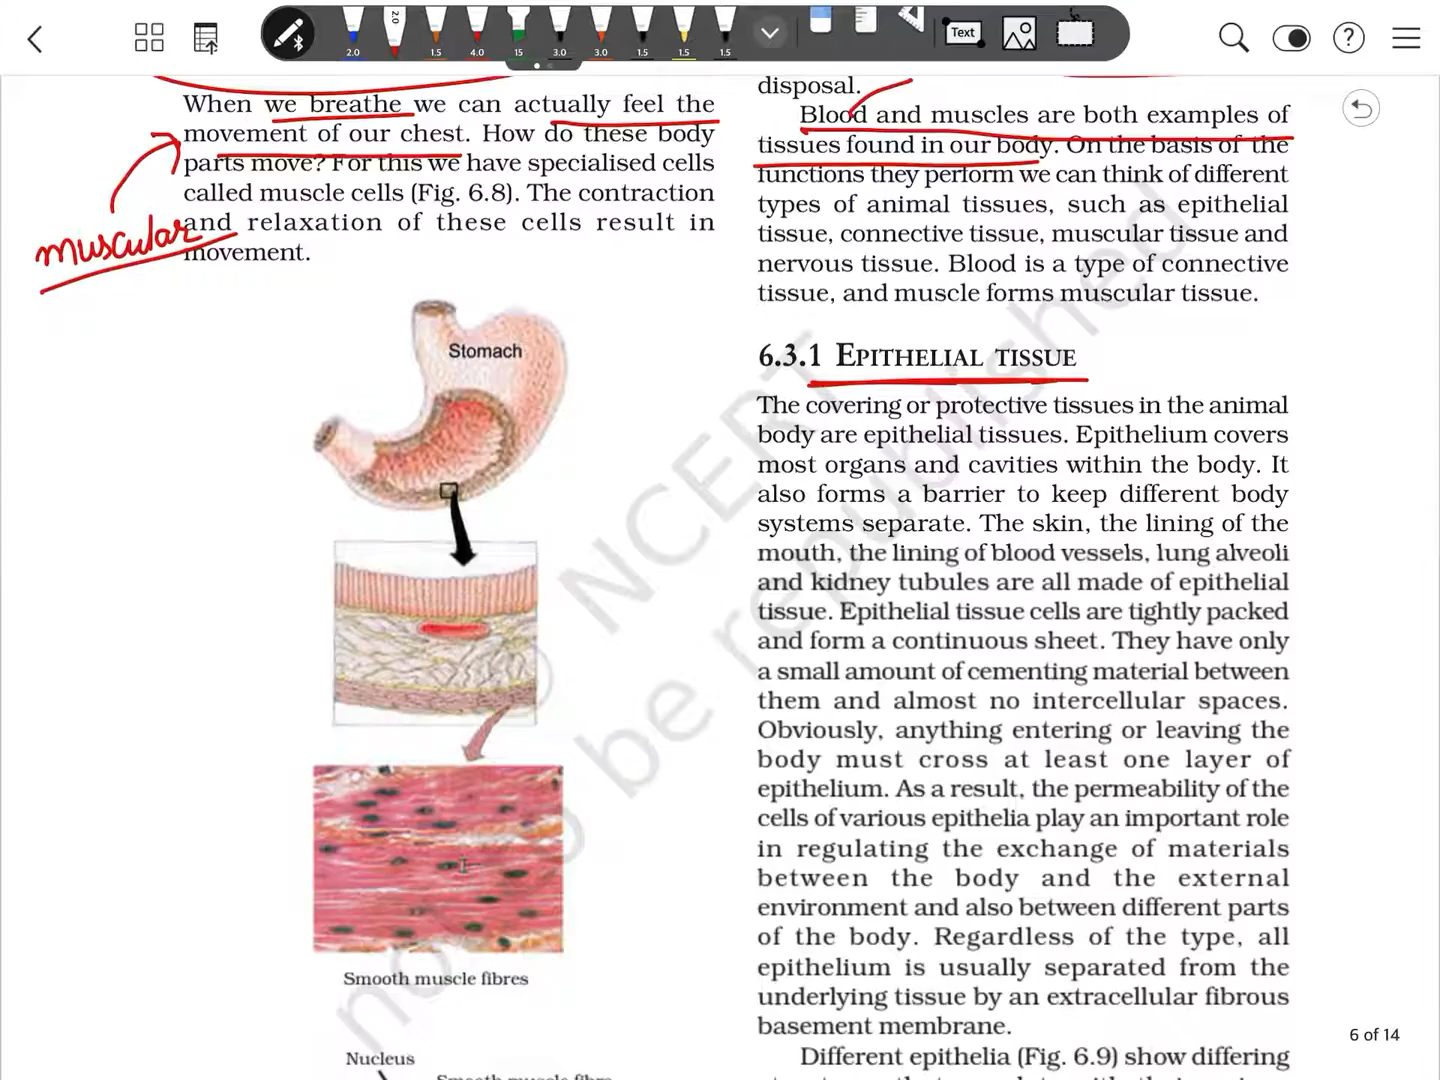 2.0
2.0
1.5
4.0
15
3.0
3.0
1.5
1.5
1.5
Text
?
When we breathe we can actually feel the
movement of our chest. How do these body
parts move? For this we have specialised cells
called muscle cells (Fig. 6.8). The contraction
and relaxation of these cells result in
movement.
muscular
Stomach
Smooth muscle fibres
Nucleus
disposal.
Blood and muscles are both examples of
tissues found in our body. On the basis of the
functions they perform we can think of different
types of animal tissues, such as epithelial
tissue, connective tissue, muscular tissue and
nervous tissue. Blood is a type of connective
tissue, and muscle forms muscular tissue.
6.3.1 EPITHELIAL TISSUE
The covering or protective tissues in the animal
body are epithelial tissues. Epithelium covers
most organs and cavities within the body. It
also forms a barrier to keep different body
systems separate. The skin, the lining of the
mouth, the lining of blood vessels, lung alveoli
and kidney tubules are all made of epithelial
tissue. Epithelial tissue cells are tightly packed
and form a continuous sheet. They have only
a small amount of cementing material between
them and almost no intercellular spaces.
Obviously, anything entering or leaving the
body must cross at least one layer of
epithelium. As a result, the permeability of the
cells of various epithelia play an important role
in regulating the exchange of materials
between the body and the external
environment and also between different parts
of the body. Regardless of the type, all
epithelium is usually separated from the
underlying tissue by an extracellular fibrous
basement membrane.
Different epithelia (Fig. 6.9) show differing
6 of 14
NCERT
be republished